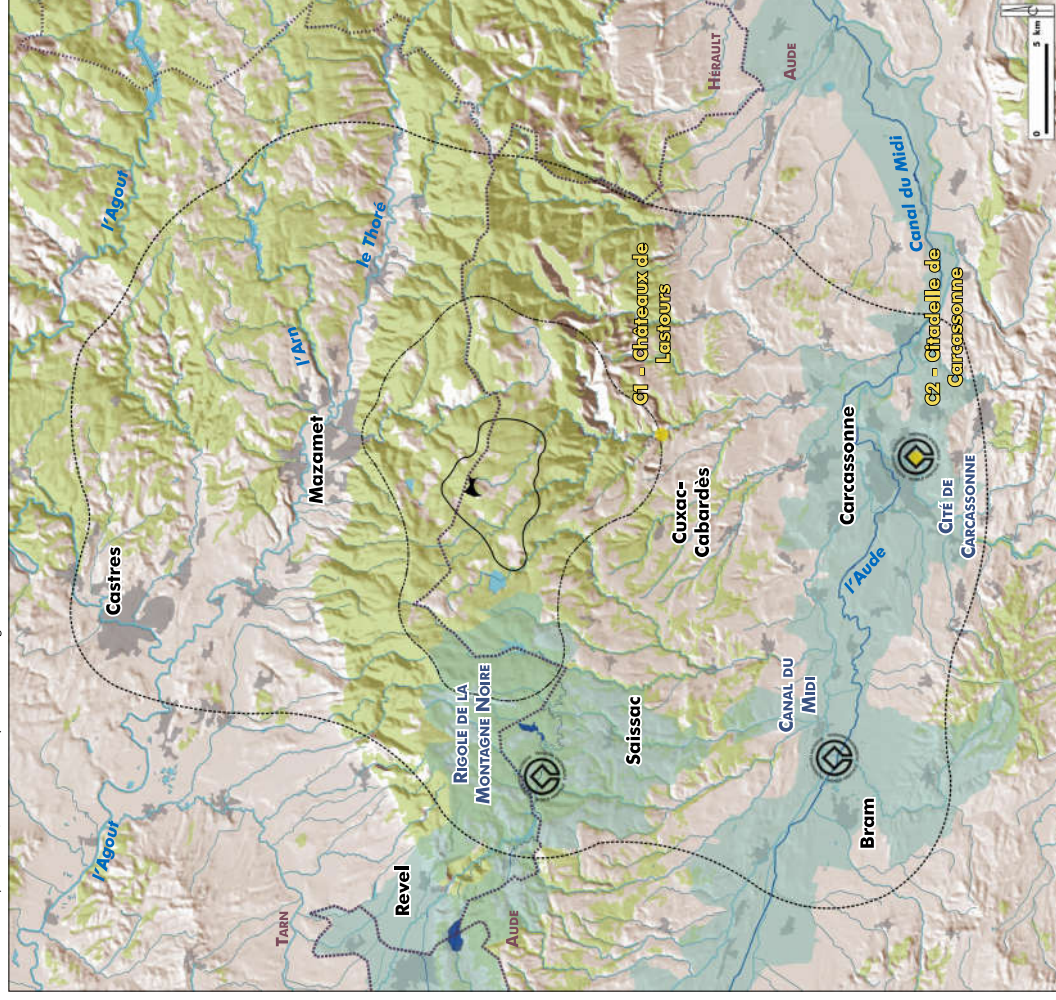 l'Agout
l'Agout
Castres
l'Arn
le Thoré
Mazamet
HÉRAULT
AUDE
TARN
Revel
AUDE
RIGOLE DE LA
MONTAGNE NOIRE
Saissac
C1 - Châteaux de
Lastours
Cuxac-
Cabardès
Canal du Midi
C2 - Citadelle de
Carcassonne
Carcassonne
CITÉ DE
CARCASSONNE
l'Aude
CANAL DU
MIDI
Bram
0 5 km